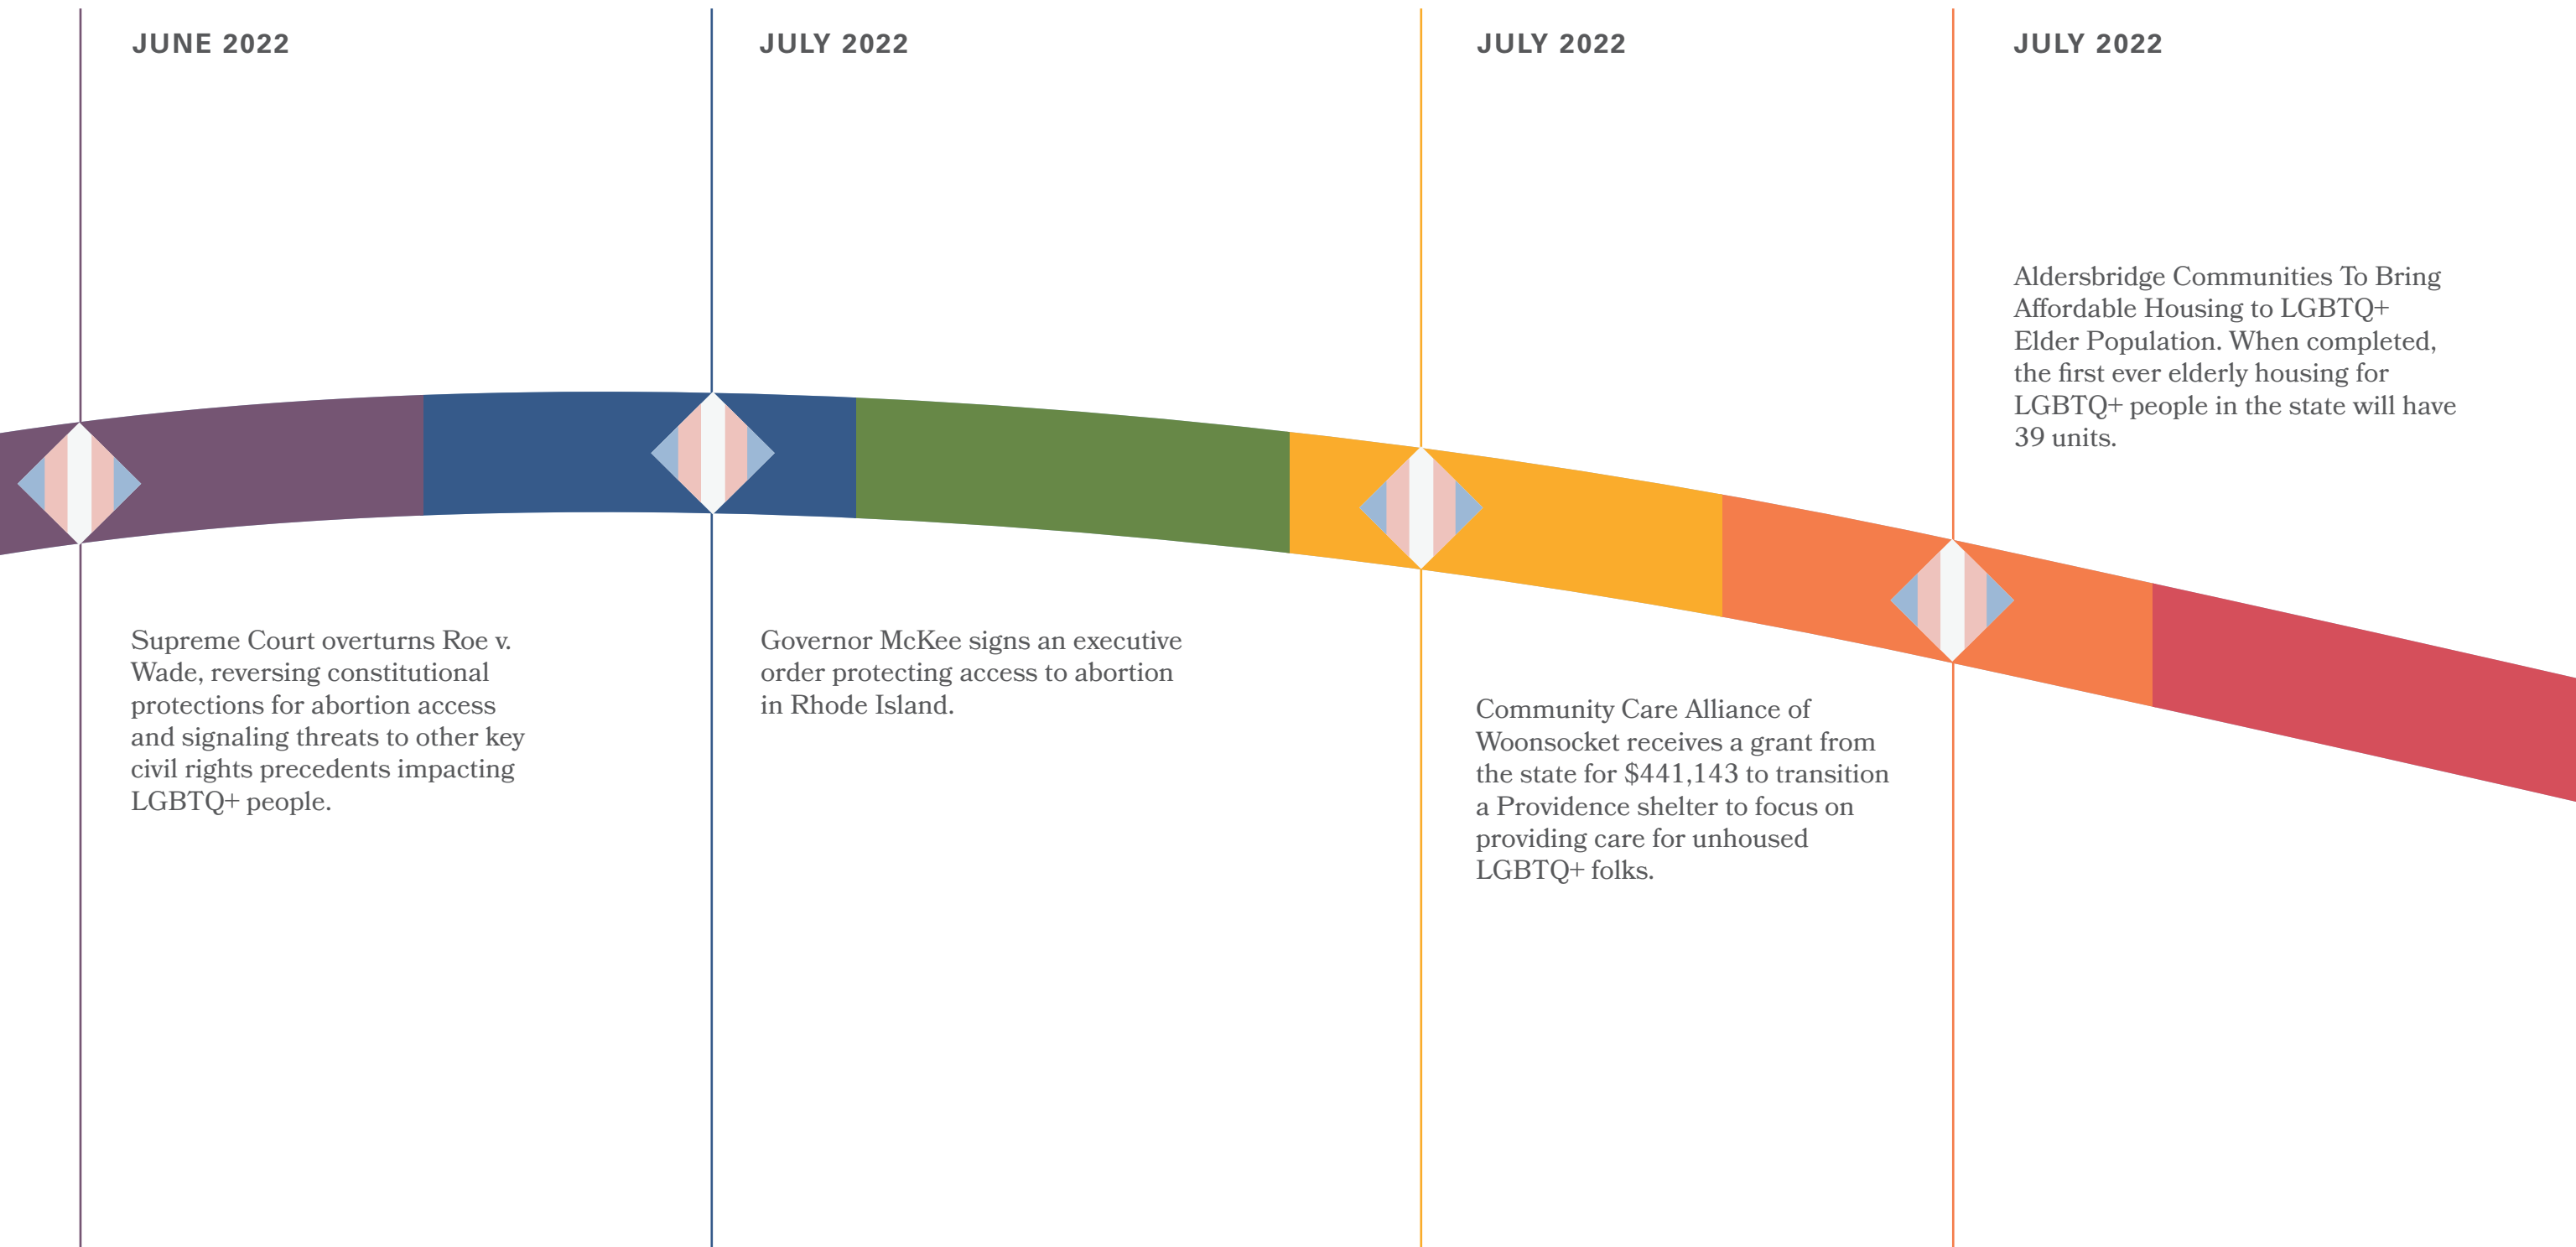 JUNE 2022
Supreme Court overturns Roe v.
Wade, reversing constitutional
protections for abortion access
and signaling threats to other key
civil rights precedents impacting
LGBTQ+ people.
JULY 2022
Governor McKee signs an executive
order protecting access to abortion
in Rhode Island.
JULY 2022
Community Care Alliance of
Woonsocket receives a grant from
the state for $441,143 to transition
a Providence shelter to focus on
providing care for unhoused
LGBTQ+ folks.
JULY 2022
Aldersbridge Communities To Bring
Affordable Housing to LGBTQ+
Elder Population. When completed,
the first ever elderly housing for
LGBTQ+ people in the state will have
39 units.